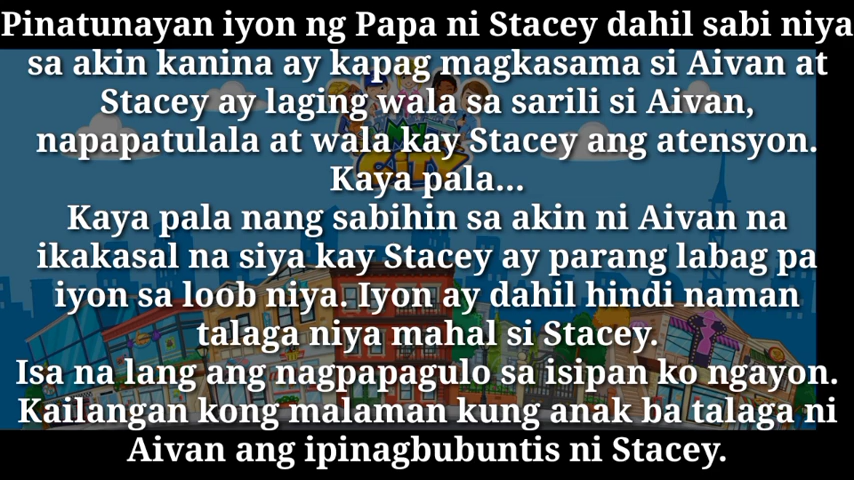 Pinatunayan iyon ng Papa ni Stacey dahil sabi niya
sa akin kanina ay kapag magkasama si Aivan at
Stacey ay laging wala sa sarili si Aivan,
napapatulala at wala kay Stacey ang atensyon.
Kaya pala...
Kaya pala nang sabihin sa akin ni Aivan na
ikakasal na siya kay Stacey ay parang labag pa
iyon sa loob niya. Iyon ay dahil hindi naman
talaga niya mahal si Stacey.
Isa na lang ang nagpapagulo sa isipan ko ngayon.
Kailangan kong malaman kung anak ba talaga ni
Aivan ang ipinagbubuntis ni Stacey.